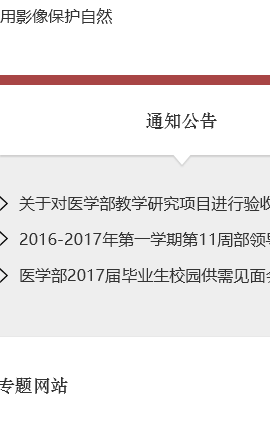 用影像保护自然
通知公告
关于对医学部教学研究项目进行验收
2016-2017年第一学期第11周部领导
医学部2017届毕业生校园供需见面会
专题网站